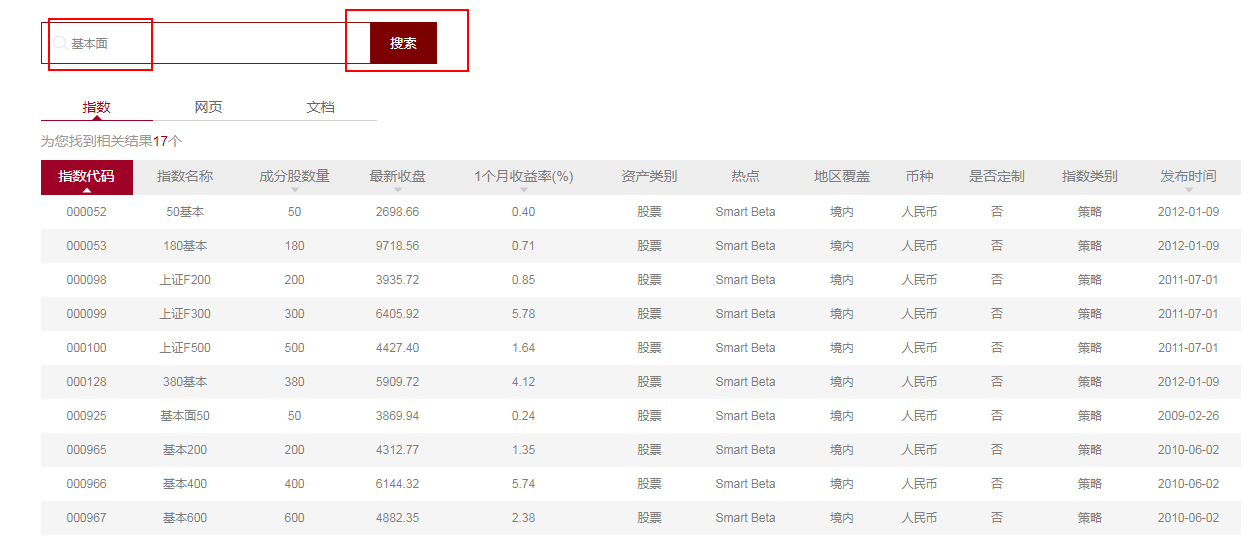 基本面 搜索
指数 网页 文档
为您找到相关结果17个
指数代码 指数名称 成分股数量 最新收盘 1个月收益率(%) 资产类别 热点 地区覆盖 币种 是否定制 指数类别 发布时间
000052 50基本 50 2698.66 0.40 股票 Smart Beta 境内 人民币 否 策略 2012-01-09
000053 180基本 180 9718.56 0.71 股票 Smart Beta 境内 人民币 否 策略 2012-01-09
000098 上证F200 200 3935.72 0.85 股票 Smart Beta 境内 人民币 否 策略 2011-07-01
000099 上证F300 300 6405.92 5.78 股票 Smart Beta 境内 人民币 否 策略 2011-07-01
000100 上证F500 500 4427.40 1.64 股票 Smart Beta 境内 人民币 否 策略 2011-07-01
000128 380基本 380 5909.72 4.12 股票 Smart Beta 境内 人民币 否 策略 2012-01-09
000925 基本面50 50 3869.94 0.24 股票 Smart Beta 境内 人民币 否 策略 2009-02-26
000965 基本200 200 4312.77 1.35 股票 Smart Beta 境内 人民币 否 策略 2010-06-02
000966 基本400 400 6144.32 5.74 股票 Smart Beta 境内 人民币 否 策略 2010-06-02
000967 基本600 600 4882.35 2.38 股票 Smart Beta 境内 人民币 否 策略 2010-06-02